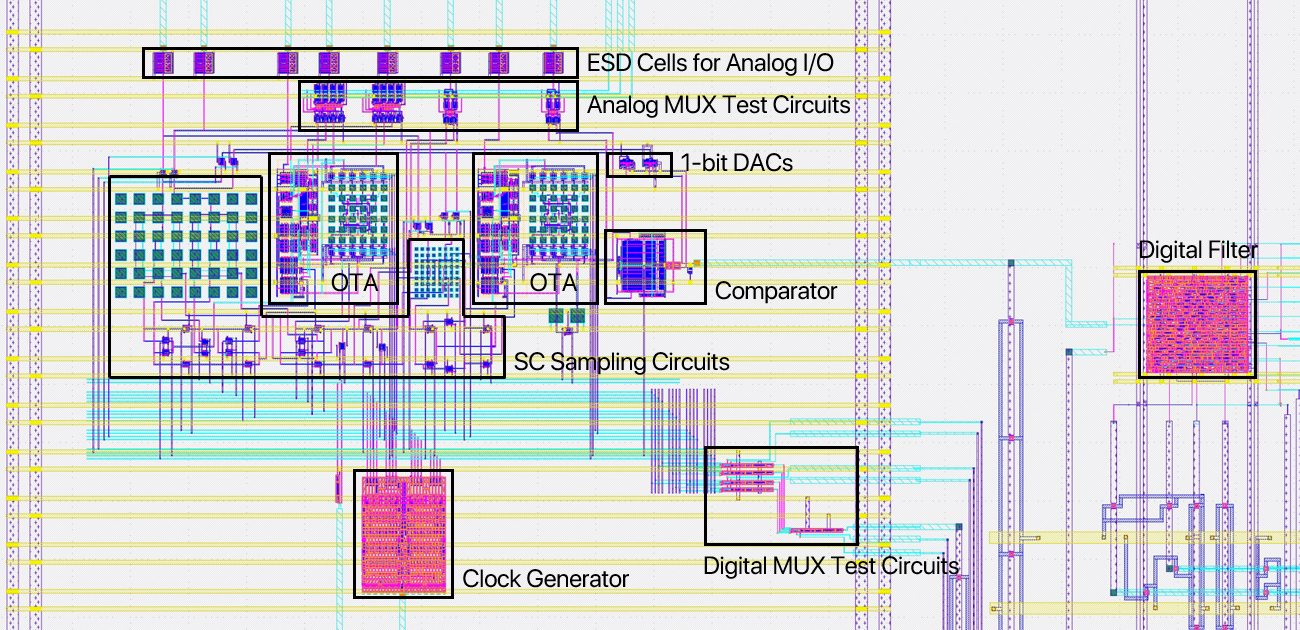 ESD Cells for Analog I/O
Analog MUX Test Circuits
1-bit DACs
OTA
OTA
Comparator
Digital Filter
SC Sampling Circuits
Clock Generator
Digital MUX Test Circuits